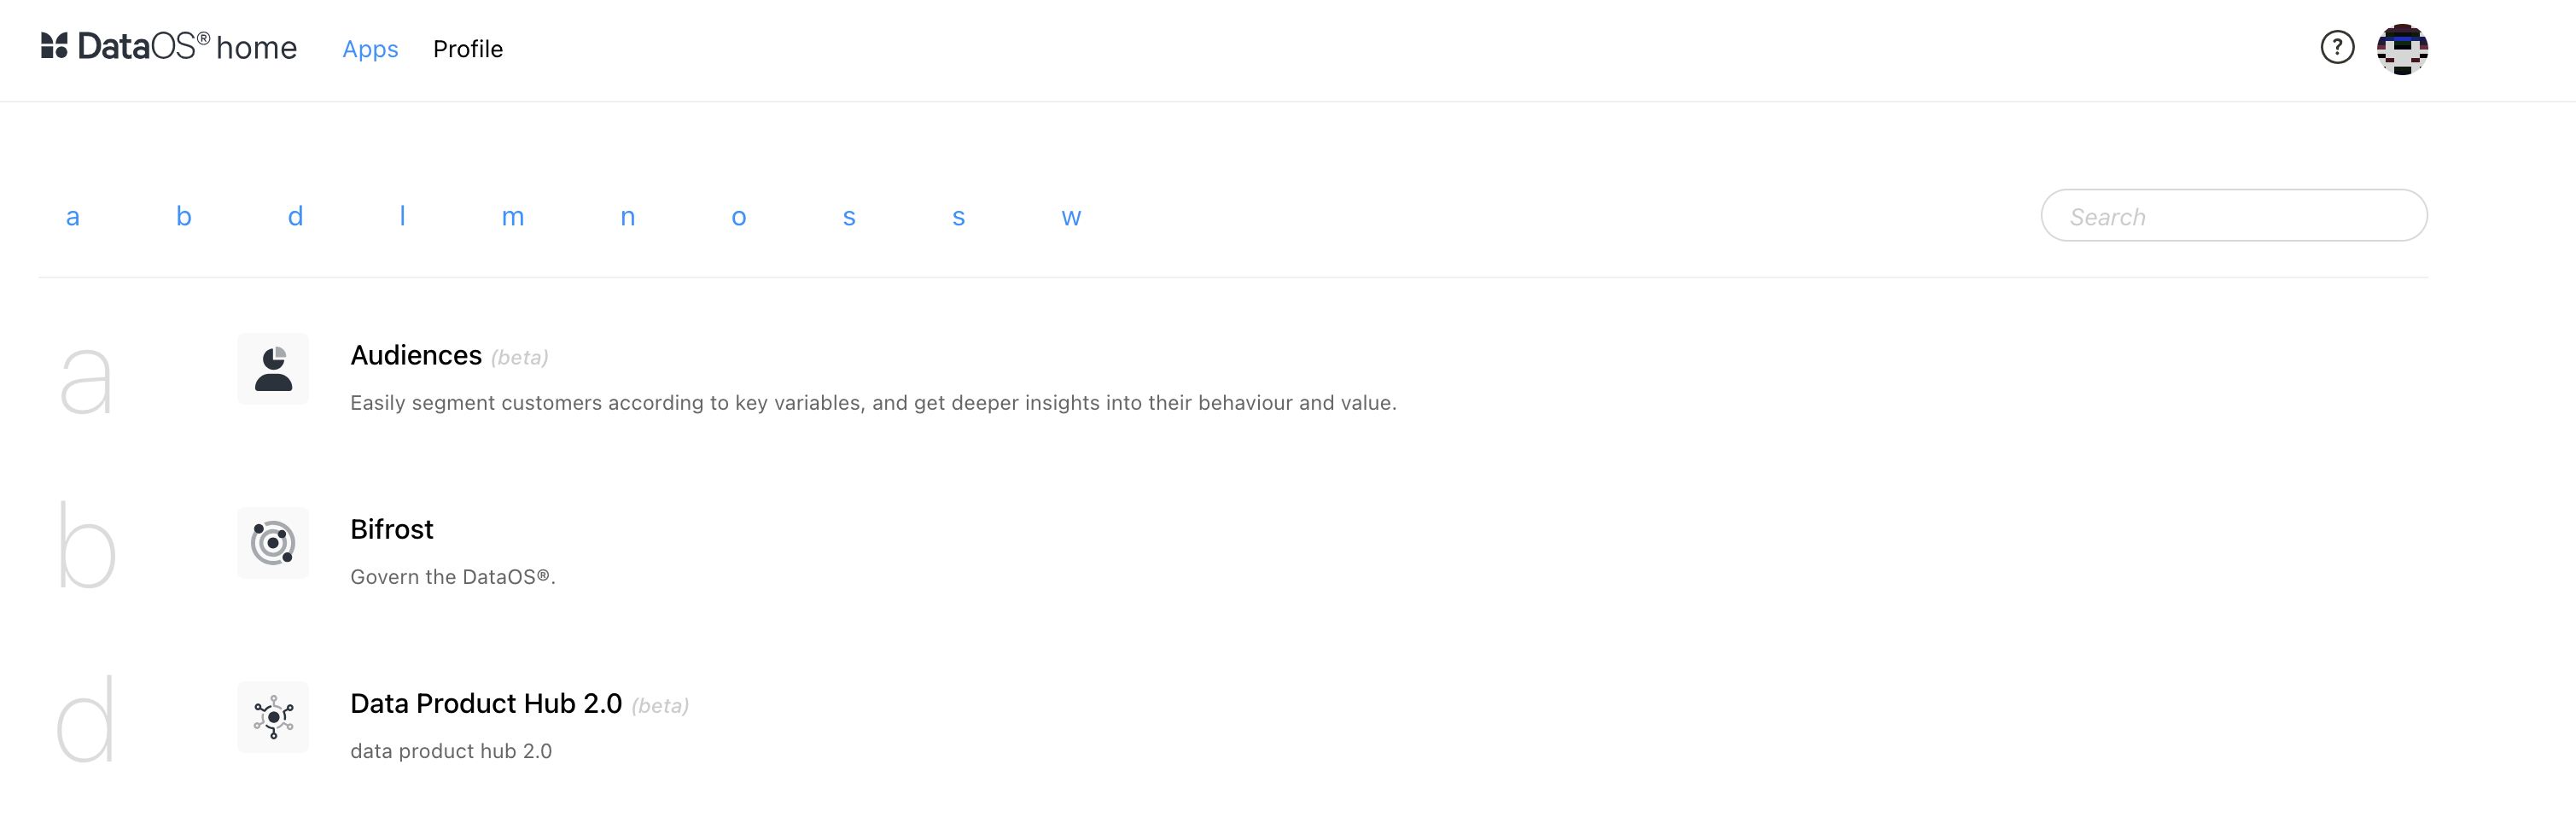 DataOS® home Apps Profile ?
a b d l m n o s s w Search
a
Audiences (beta)
Easily segment customers according to key variables, and get deeper insights into their behaviour and value.
b
Bifrost
Govern the DataOS®.
d
Data Product Hub 2.0 (beta)
data product hub 2.0